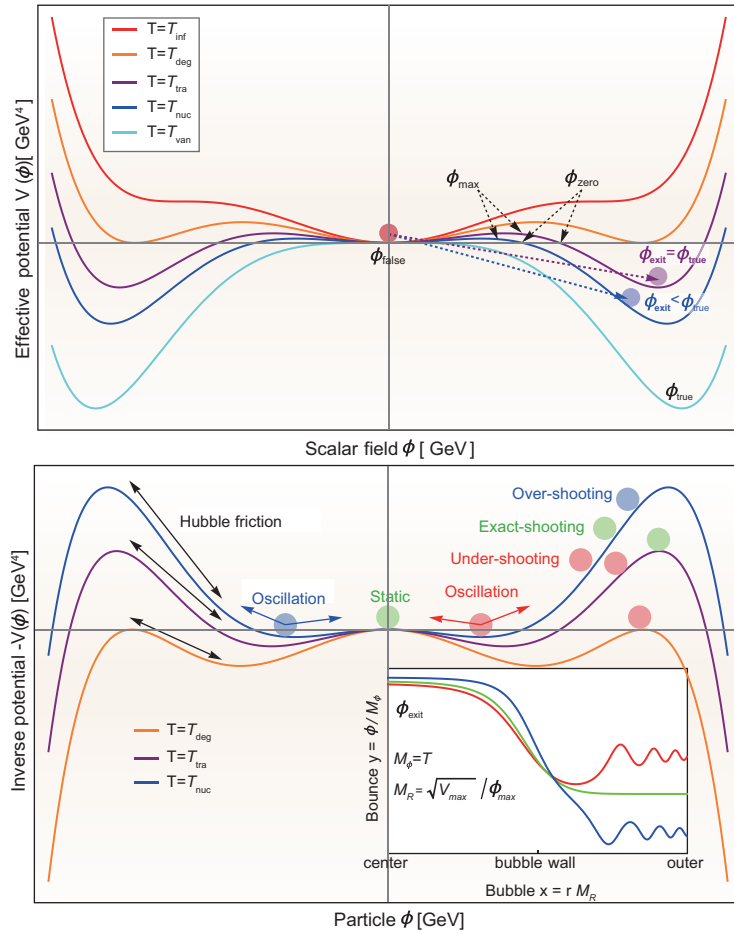 Effective potential V (ϕ)[ GeV⁴]
T=T_inf
T=T_deg
T=T_tra
T=T_nuc
T=T_van
ϕ_max
ϕ_zero
ϕ_false
ϕ_exit=ϕ_true
ϕ_exit<ϕ_true
ϕ_true
Scalar field ϕ [ GeV]
Inverse potential -V(ϕ) [GeV⁴]
Hubble friction
Over-shooting
Exact-shooting
Under-shooting
Oscillation
Static
Oscillation
T=T_deg
T=T_tra
T=T_nuc
Bounce y = ϕ / M_ϕ
ϕ_exit
M_ϕ=T
M_R = √V_max / ϕ_max
center
bubble wall
outer
Bubble x = r M_R
Particle ϕ [GeV]